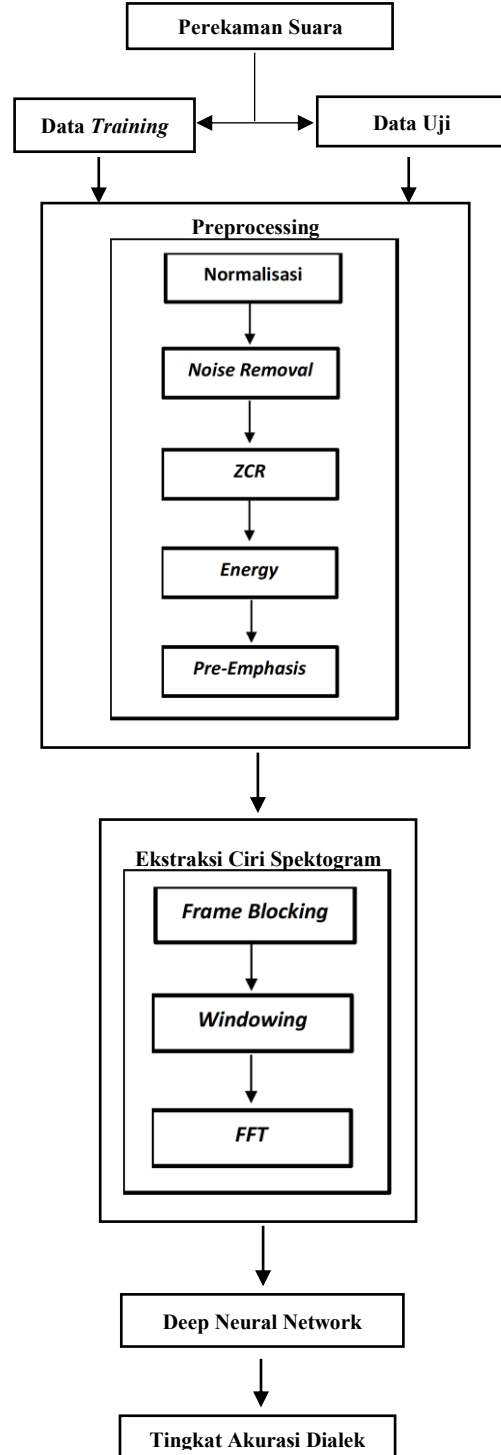 Perekaman Suara
Data Training
Data Uji
Preprocessing
Normalisasi
Noise Removal
ZCR
Energy
Pre-Emphasis
Ekstraksi Ciri Spektogram
Frame Blocking
Windowing
FFT
Deep Neural Network
Tingkat Akurasi Dialek